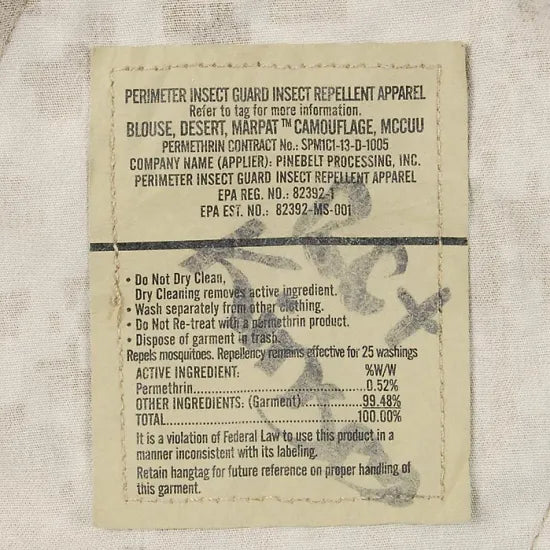 PERIMETER INSECT GUARD INSECT REPELLENT APPAREL
Refer to tag for more information.
BLOUSE, DESERT, MARPAT™ CAMOUFLAGE, MCCUU
PERMETHRIN CONTRACT No.: SPM1C1-13-D-1005
COMPANY NAME (APPLIER): PINEBELT PROCESSING, INC.
PERIMETER INSECT GUARD INSECT REPELLENT APPAREL
EPA REG. NO.: 82392-1
EPA EST. NO.: 82392-MS-001
• Do Not Dry Clean,
Dry Cleaning removes active ingredient.
• Wash separately from other clothing.
• Do Not Re-treat with a permethrin product.
• Dispose of garment in trash.
Repels mosquitoes. Repellency remains effective for 25 washings
ACTIVE INGREDIENT: %W/W
Permethrin..........0.52%
OTHER INGREDIENTS: (Garment)....99.48%
TOTAL..........100.00%
It is a violation of Federal Law to use this product in a
manner inconsistent with its labeling.
Retain hangtag for future reference on proper handling of
this garment.